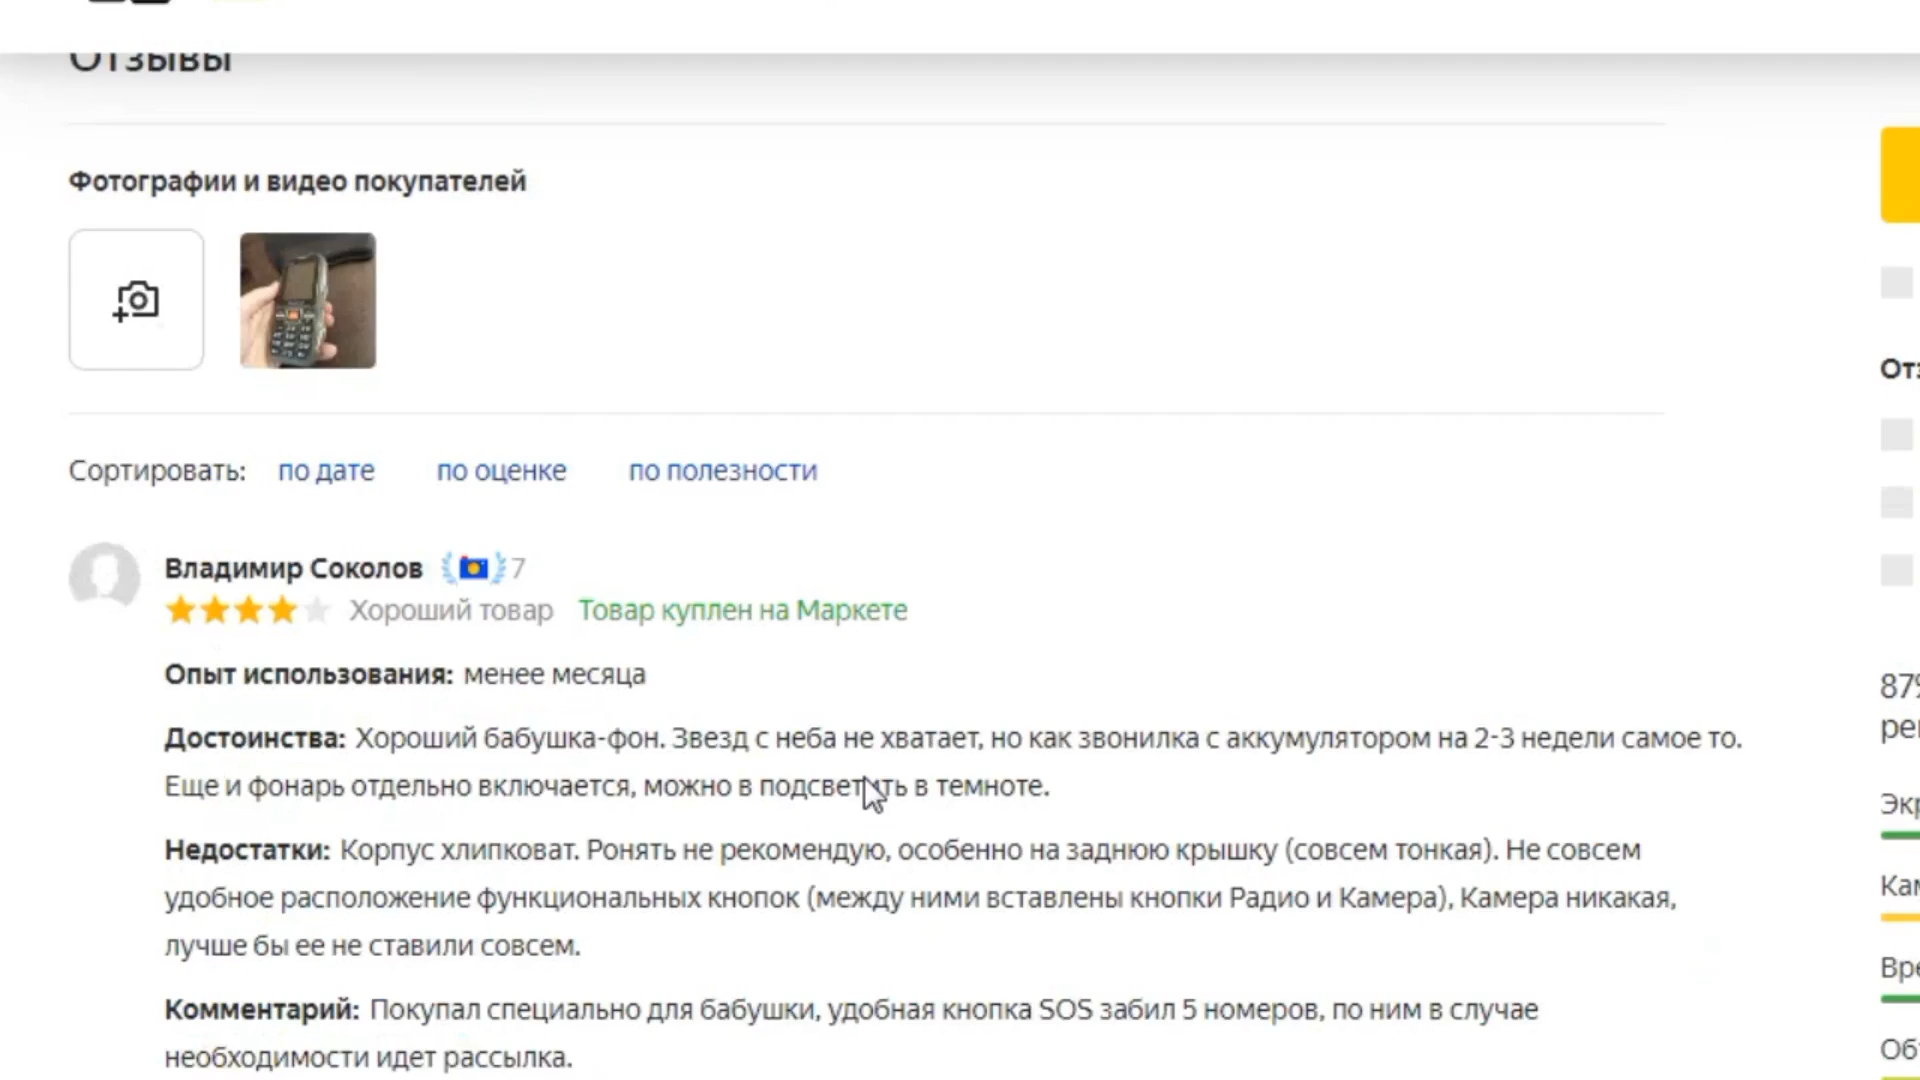 Отзывы
Фотографии и видео покупателей
Сортировать: по дате по оценке по полезности
Владимир Соколов 7
Хороший товар Товар куплен на Маркете
Опыт использования: менее месяца
Достоинства: Хороший бабушка-фон. Звезд с неба не хватает, но как звонилка с аккумулятором на 2-3 недели самое то.
Еще и фонарь отдельно включается, можно в подсветить в темноте.
Недостатки: Корпус хлипковат. Ронять не рекомендую, особенно на заднюю крышку (совсем тонкая). Не совсем
удобное расположение функциональных кнопок (между ними вставлены кнопки Радио и Камера), Камера никакая,
лучше бы ее не ставили совсем.
Комментарий: Покупал специально для бабушки, удобная кнопка SOS забил 5 номеров, по ним в случае
необходимости идет рассылка.